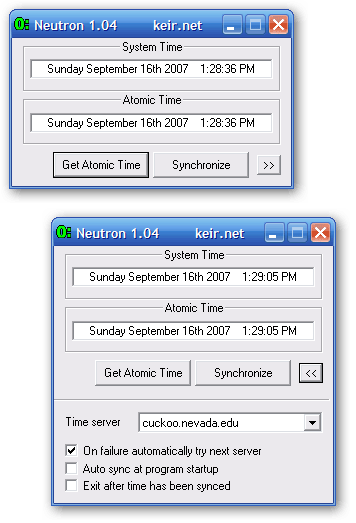 Neutron 1.04 keir.net
System Time
Sunday September 16th 2007 1:28:36 PM
Atomic Time
Sunday September 16th 2007 1:28:36 PM
Get Atomic Time Synchronize >>
Neutron 1.04 keir.net
System Time
Sunday September 16th 2007 1:29:05 PM
Atomic Time
Sunday September 16th 2007 1:29:05 PM
Get Atomic Time Synchronize <<
Time server cuckoo.nevada.edu
On failure automatically try next server
Auto sync at program startup
Exit after time has been synced